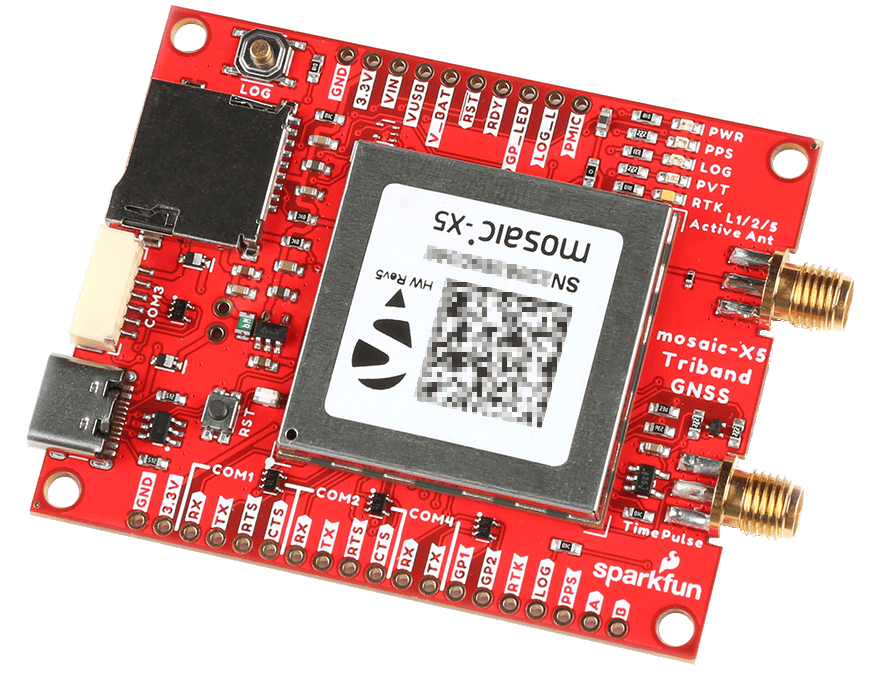 LOG
GND
3.3V
VIN
VUSB
V_BAT
RST
RDY
GP_LED
LOG_L
PMIC
PWR
PPS
LOG
PVT
RTK
L1/2/5
Active Ant
mosaic-X5
SN
HW Rev5
COM3
mosaic-X5
Triband
GNSS
RST
COM1
COM2
COM4
TimePulse
sparkfun
GND
3.3V
RX
TX
RTS
CTS
RX
TX
RTS
CTS
RX
TX
GP1
GP2
RTK
LOG
PPS
A
B